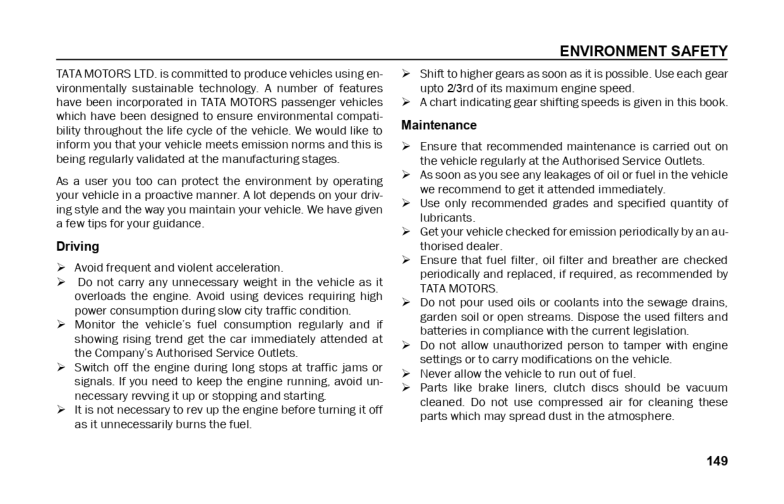 ENVIRONMENT SAFETY
TATA MOTORS LTD. is committed to produce vehicles using en-
vironmentally sustainable technology. A number of features
have been incorporated in TATA MOTORS passenger vehicles
which have been designed to ensure environmental compati-
bility throughout the life cycle of the vehicle. We would like to
inform you that your vehicle meets emission norms and this is
being regularly validated at the manufacturing stages.
As a user you too can protect the environment by operating
your vehicle in a proactive manner. A lot depends on your driv-
ing style and the way you maintain your vehicle. We have given
a few tips for your guidance.
Driving
➢ Avoid frequent and violent acceleration.
➢ Do not carry any unnecessary weight in the vehicle as it
overloads the engine. Avoid using devices requiring high
power consumption during slow city traffic condition.
➢ Monitor the vehicle's fuel consumption regularly and if
showing rising trend get the car immediately attended at
the Company's Authorised Service Outlets.
➢ Switch off the engine during long stops at traffic jams or
signals. If you need to keep the engine running, avoid un-
necessary revving it up or stopping and starting.
➢ It is not necessary to rev up the engine before turning it off
as it unnecessarily burns the fuel.
➢ Shift to higher gears as soon as it is possible. Use each gear
upto 2/3rd of its maximum engine speed.
➢ A chart indicating gear shifting speeds is given in this book.
Maintenance
➢ Ensure that recommended maintenance is carried out on
the vehicle regularly at the Authorised Service Outlets.
➢ As soon as you see any leakages of oil or fuel in the vehicle
we recommend to get it attended immediately.
➢ Use only recommended grades and specified quantity of
lubricants.
➢ Get your vehicle checked for emission periodically by an au-
thorised dealer.
➢ Ensure that fuel filter, oil filter and breather are checked
periodically and replaced, if required, as recommended by
TATA MOTORS.
➢ Do not pour used oils or coolants into the sewage drains,
garden soil or open streams. Dispose the used filters and
batteries in compliance with the current legislation.
➢ Do not allow unauthorized person to tamper with engine
settings or to carry modifications on the vehicle.
➢ Never allow the vehicle to run out of fuel.
➢ Parts like brake liners, clutch discs should be vacuum
cleaned. Do not use compressed air for cleaning these
parts which may spread dust in the atmosphere.
149